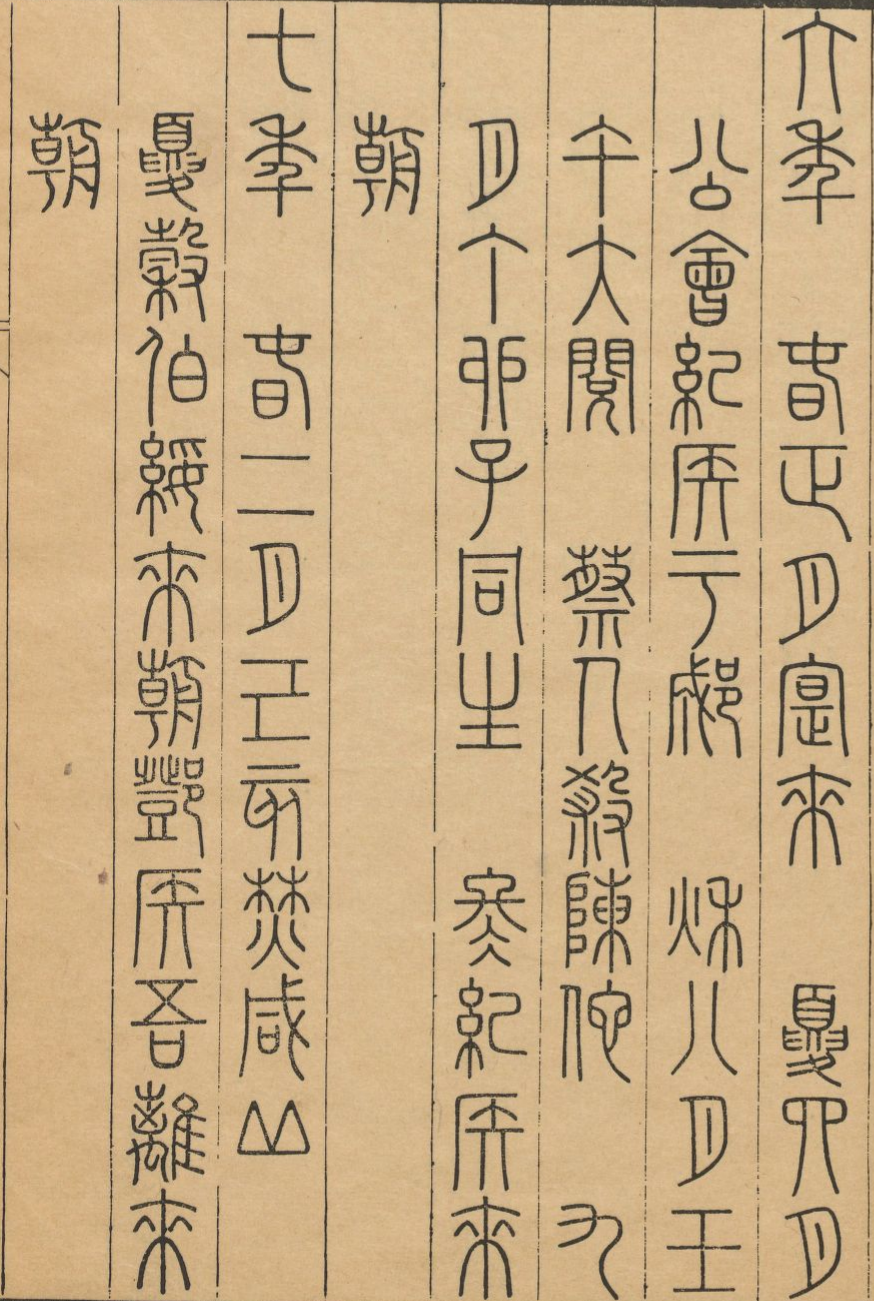 六年　春正月寔來　夏四月
公會紀侯于郕　秋八月壬
午大閱　蔡人殺陳佗　九
月丁卯子同生　冬紀侯來
朝
七年　春二月己亥焚咸丘
夏穀伯綏來朝鄧侯吾離來
朝